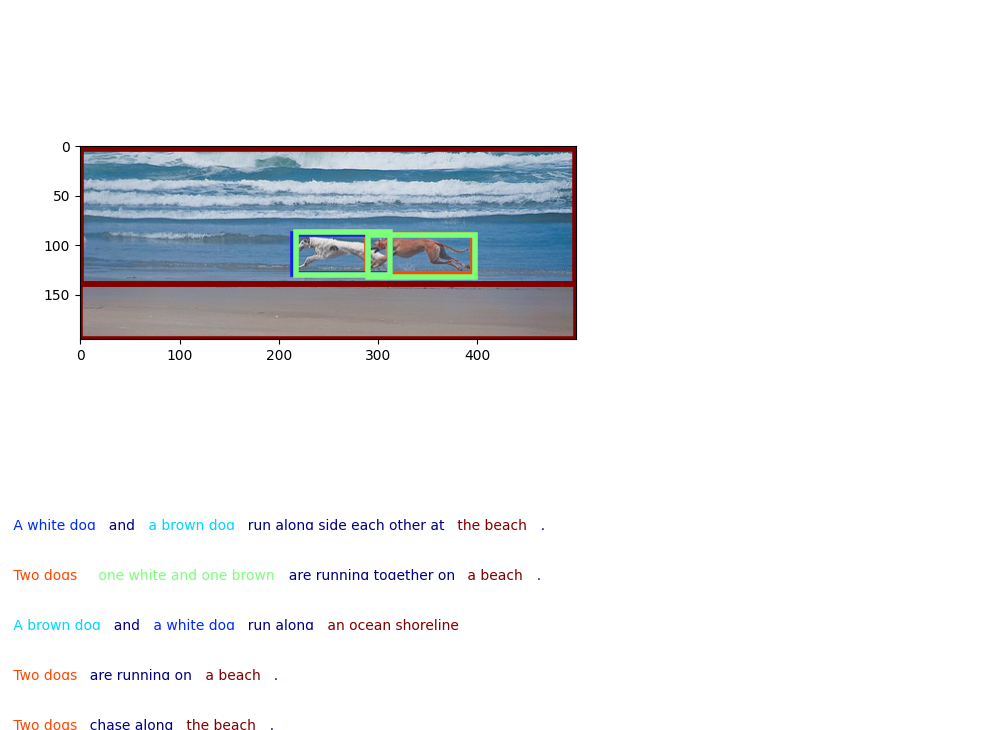 0
50
100
150
0 100 200 300 400
A white dog and a brown dog run along side each other at the beach .
Two dogs one white and one brown are running together on a beach .
A brown dog and a white dog run along an ocean shoreline
Two dogs are running on a beach .
Two dogs chase along the beach .